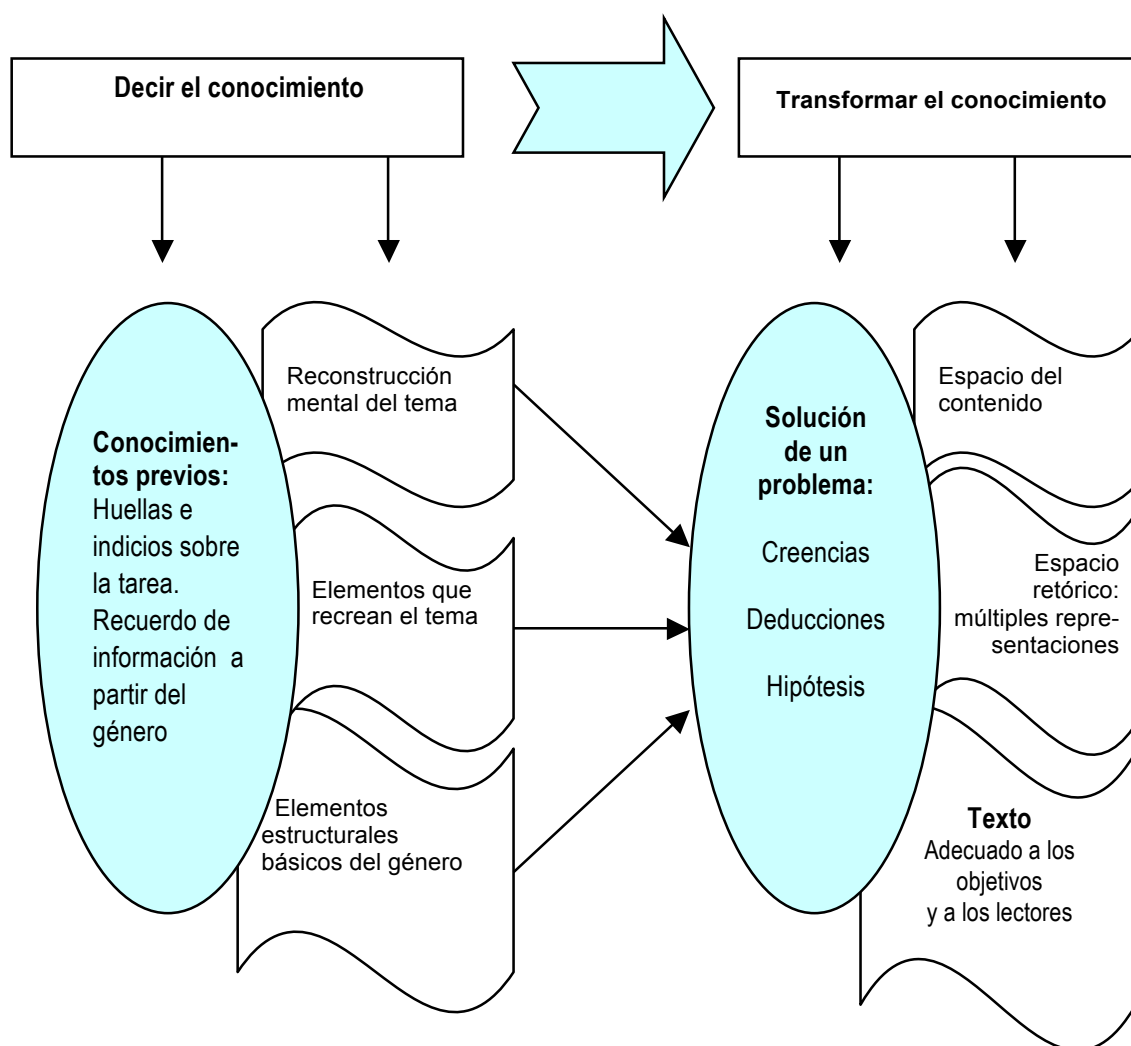 Decir el conocimiento
Transformar el conocimiento
Conocimien-
tos previos:
Huellas e
indicios sobre
la tarea.
Recuerdo de
información a
partir del
género
Reconstrucción
mental del tema
Elementos que
recrean el tema
Elementos
estructurales
básicos del género
Solución
de un
problema:
Creencias
Deducciones
Hipótesis
Espacio del
contenido
Espacio
retórico:
múltiples repre-
sentaciones
Texto
Adecuado a los
objetivos
y a los lectores